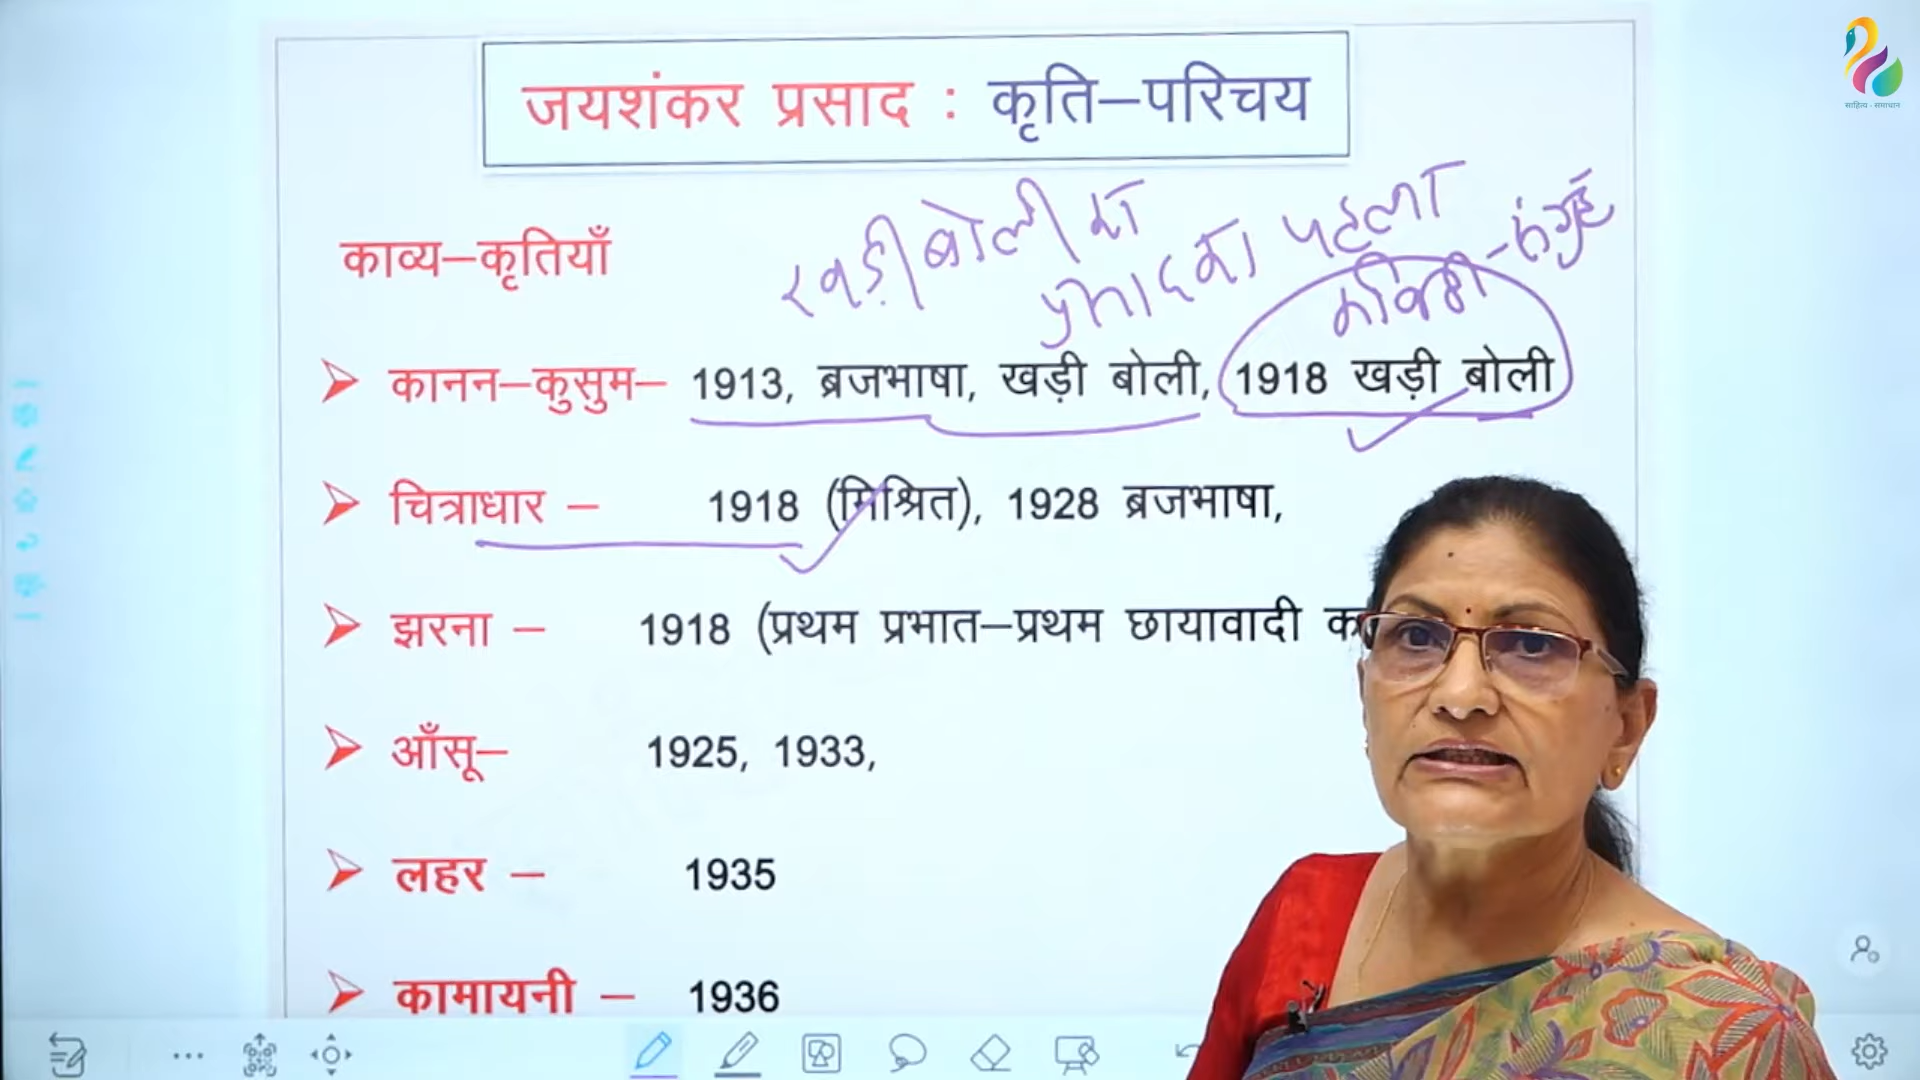 साहित्य - समाधान
जयशंकर प्रसाद : कृति–परिचय
खड़ी बोली का
प्रसाद का पहला
कविता-संग्रह
काव्य–कृतियाँ
➢ कानन–कुसुम– 1913, ब्रजभाषा, खड़ी बोली, 1918 खड़ी बोली
➢ चित्राधार – 1918 (मिश्रित), 1928 ब्रजभाषा,
➢ झरना – 1918 (प्रथम प्रभात–प्रथम छायावादी
➢ आँसू– 1925, 1933,
➢ लहर – 1935
➢ कामायनी – 1936